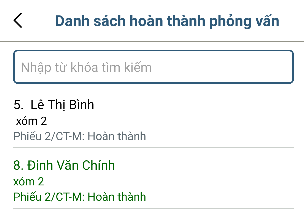 Danh sách hoàn thành phỏng vấn
Nhập từ khóa tìm kiếm
5. Lê Thị Bình
xóm 2
Phiếu 2/CT-M: Hoàn thành
8. Đinh Văn Chính
xóm 2
Phiếu 2/CT-M: Hoàn thành